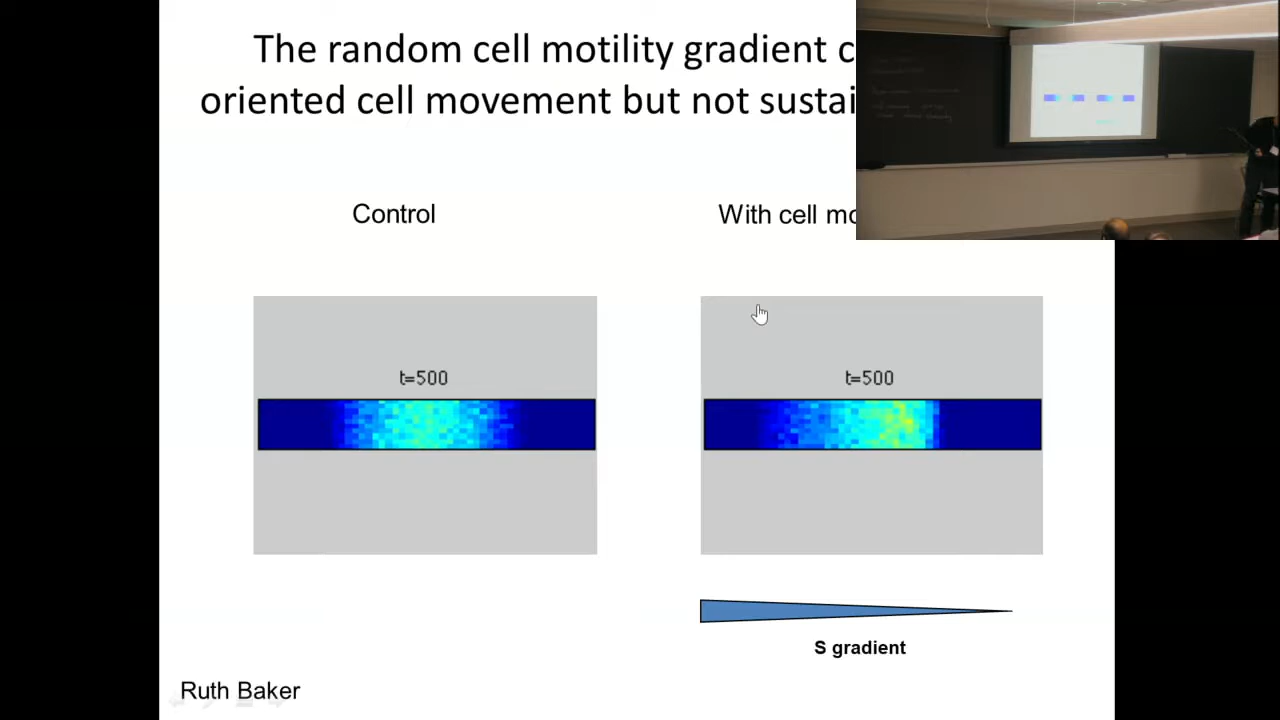 The random cell motility gradient c
oriented cell movement but not sustai
Control
With cell mo
t=500
t=500
S gradient
Ruth Baker